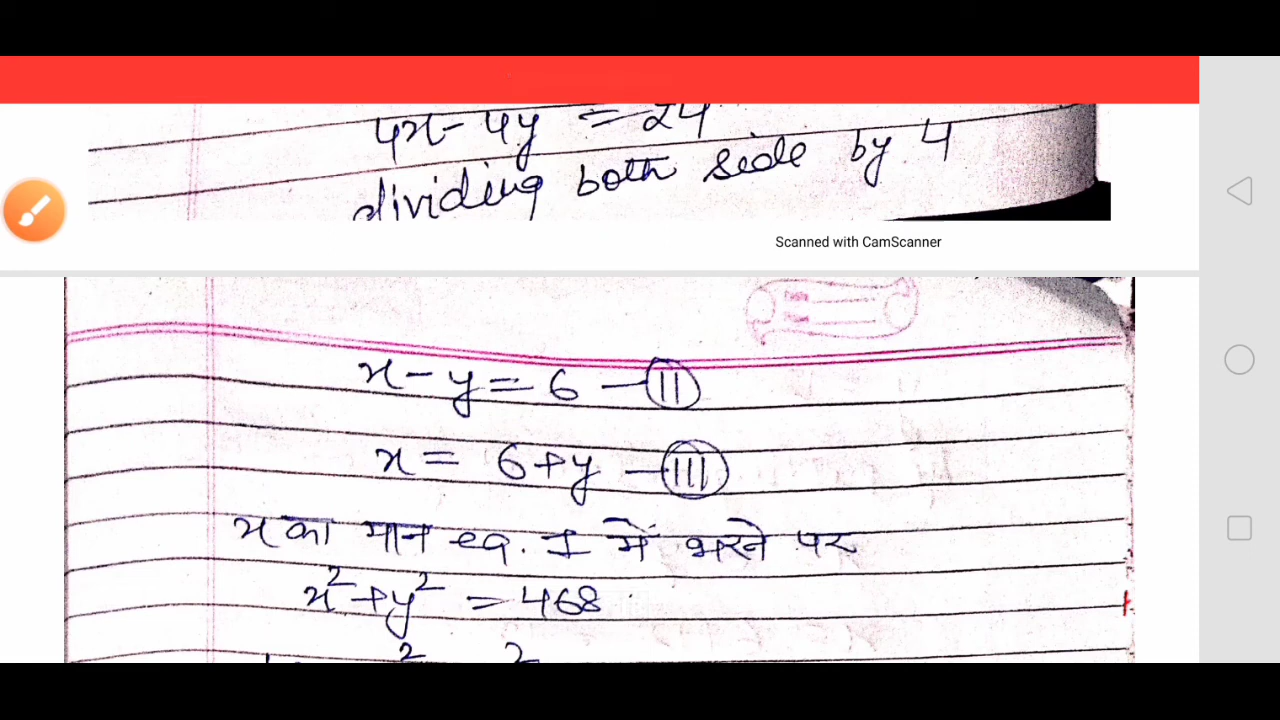 4x - 4y = 24
dividing both side by 4
Scanned with CamScanner
x - y = 6 — II
x = 6+y — III
x का मान eq. I में भरने पर
x² + y² = 468